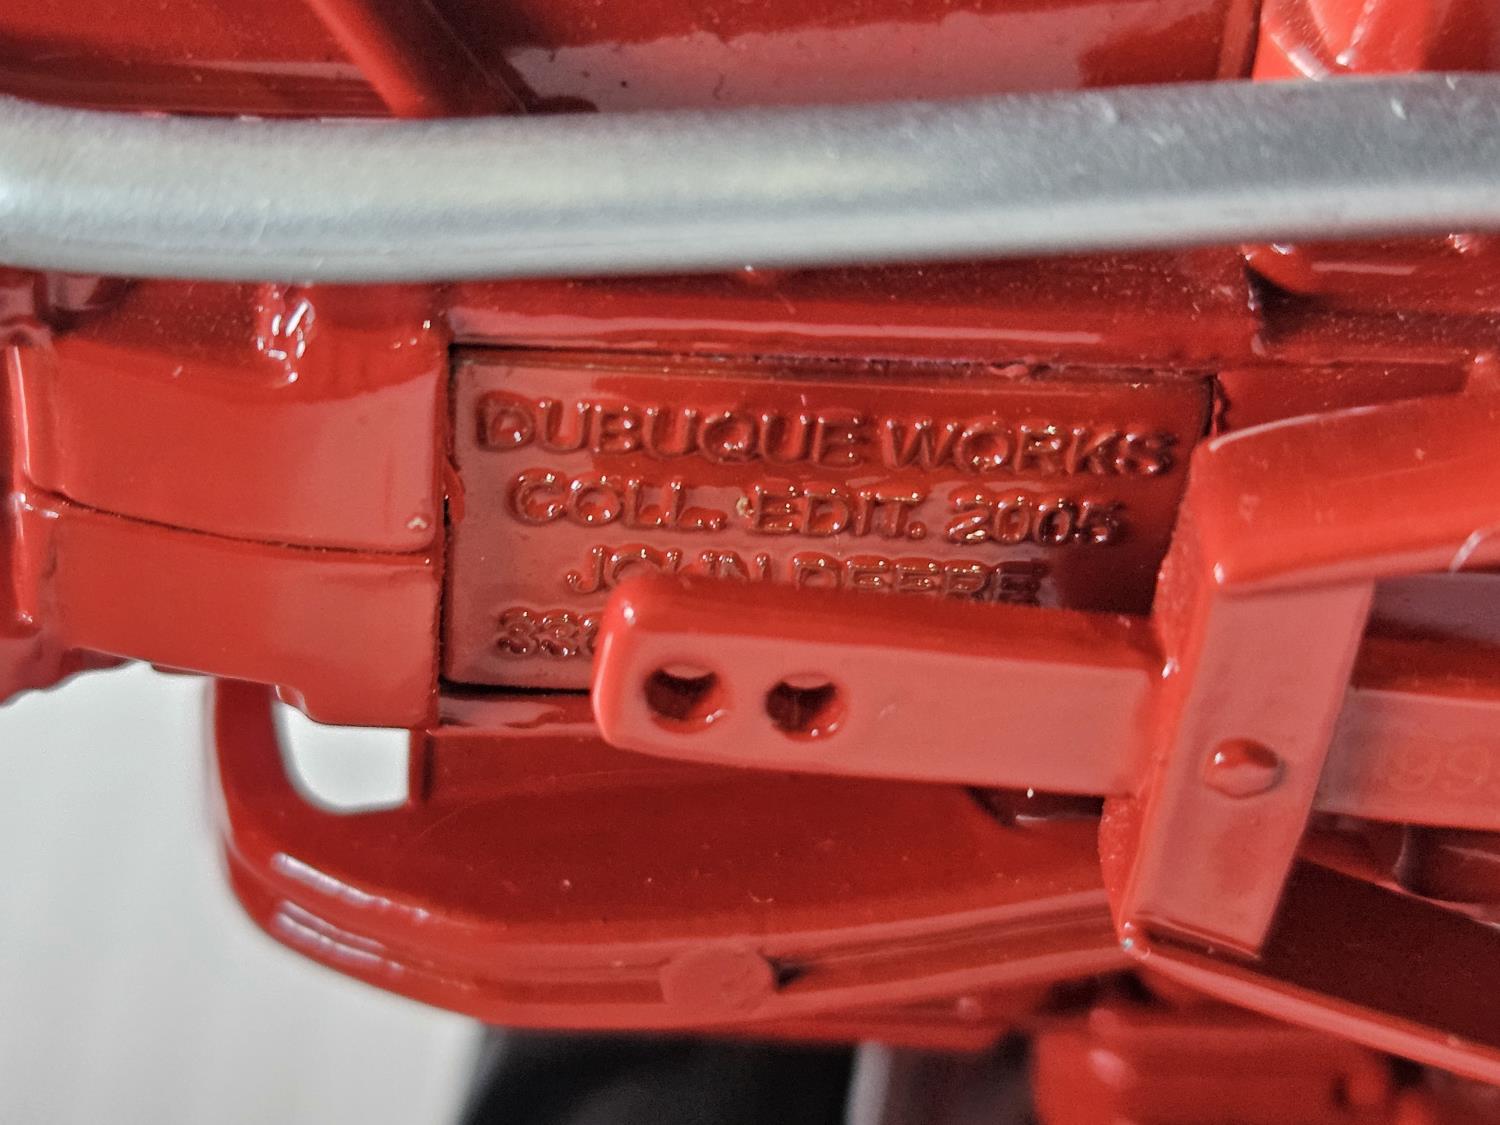 DUBUQUE WORKS
COLL. EDIT. 2005
JOHN DEERE